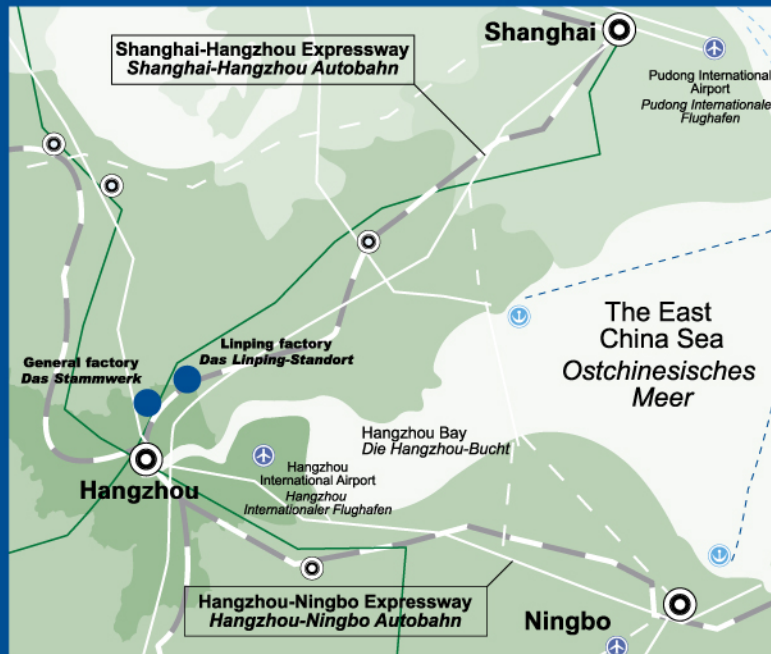 Shanghai
Shanghai-Hangzhou Expressway
Shanghai-Hangzhou Autobahn
Pudong International
Airport
Pudong Internationaler
Flughafen
The East
China Sea
Ostchinesisches
Meer
Linping factory
Das Linping-Standort
General factory
Das Stammwerk
Hangzhou Bay
Die Hangzhou-Bucht
Hangzhou
International Airport
Hangzhou
Internationaler Flughafen
Hangzhou
Hangzhou-Ningbo Expressway
Hangzhou-Ningbo Autobahn
Ningbo